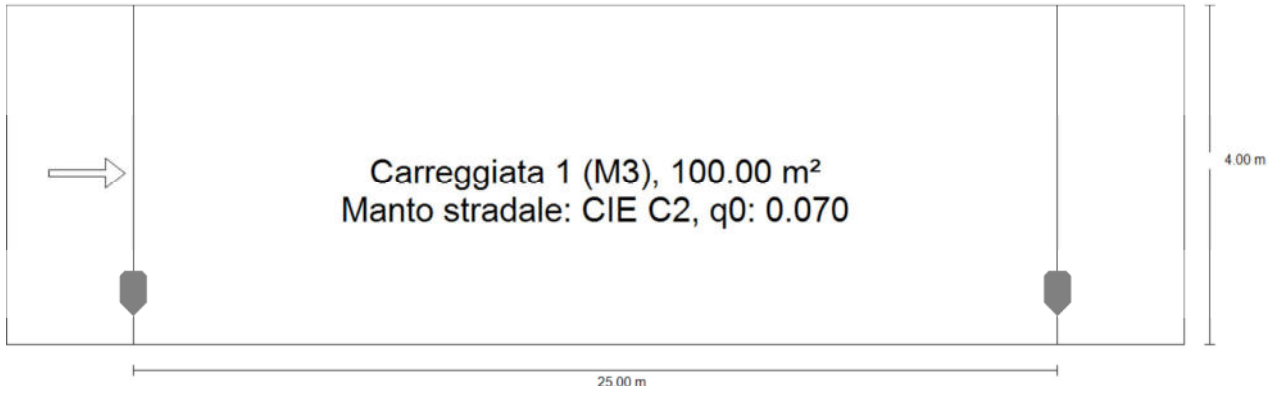 Carreggiata 1 (M3), 100.00 m²
Manto stradale: CIE C2, q0: 0.070
4.00 m
25.00 m